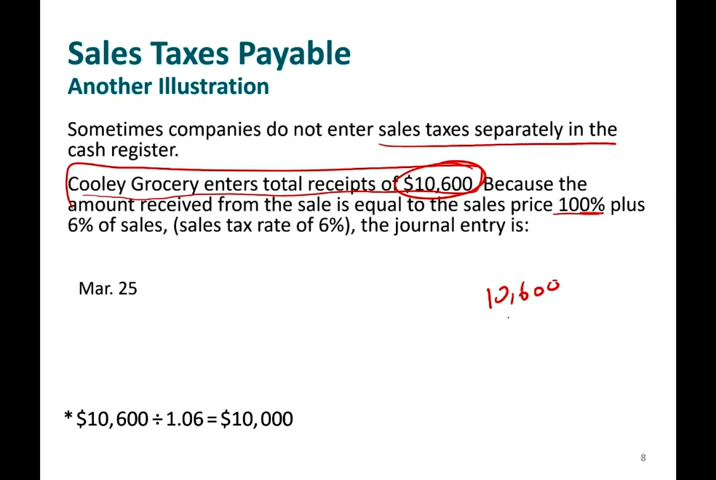 Sales Taxes Payable
Another Illustration
Sometimes companies do not enter sales taxes separately in the
cash register.
Cooley Grocery enters total receipts of $10,600 Because the
amount received from the sale is equal to the sales price 100% plus
6% of sales, (sales tax rate of 6%), the journal entry is:
Mar. 25
10,600
*$10,600 ÷ 1.06 = $10,000
8